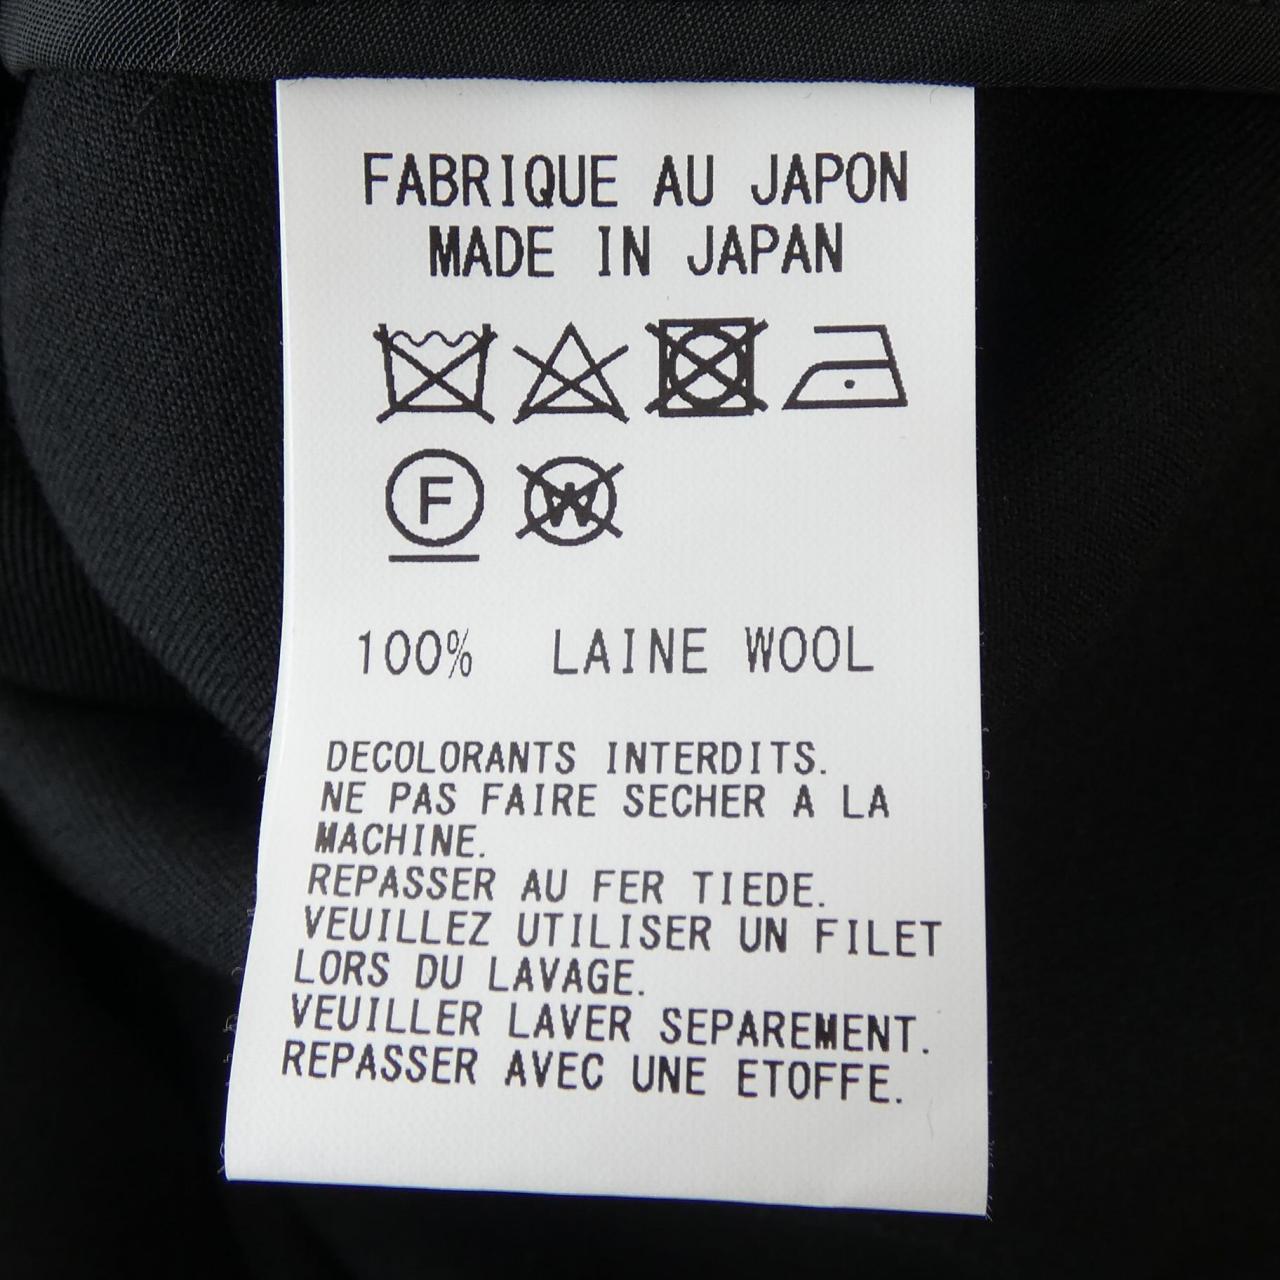 FABRIQUE AU JAPON
MADE IN JAPAN
F
W
100% LAINE WOOL
DECOLORANTS INTERDITS.
NE PAS FAIRE SECHER A LA
MACHINE.
REPASSER AU FER TIEDE.
VEUILLEZ UTILISER UN FILET
LORS DU LAVAGE.
VEUILLER LAVER SEPAREMENT.
REPASSER AVEC UNE ETOFFE.